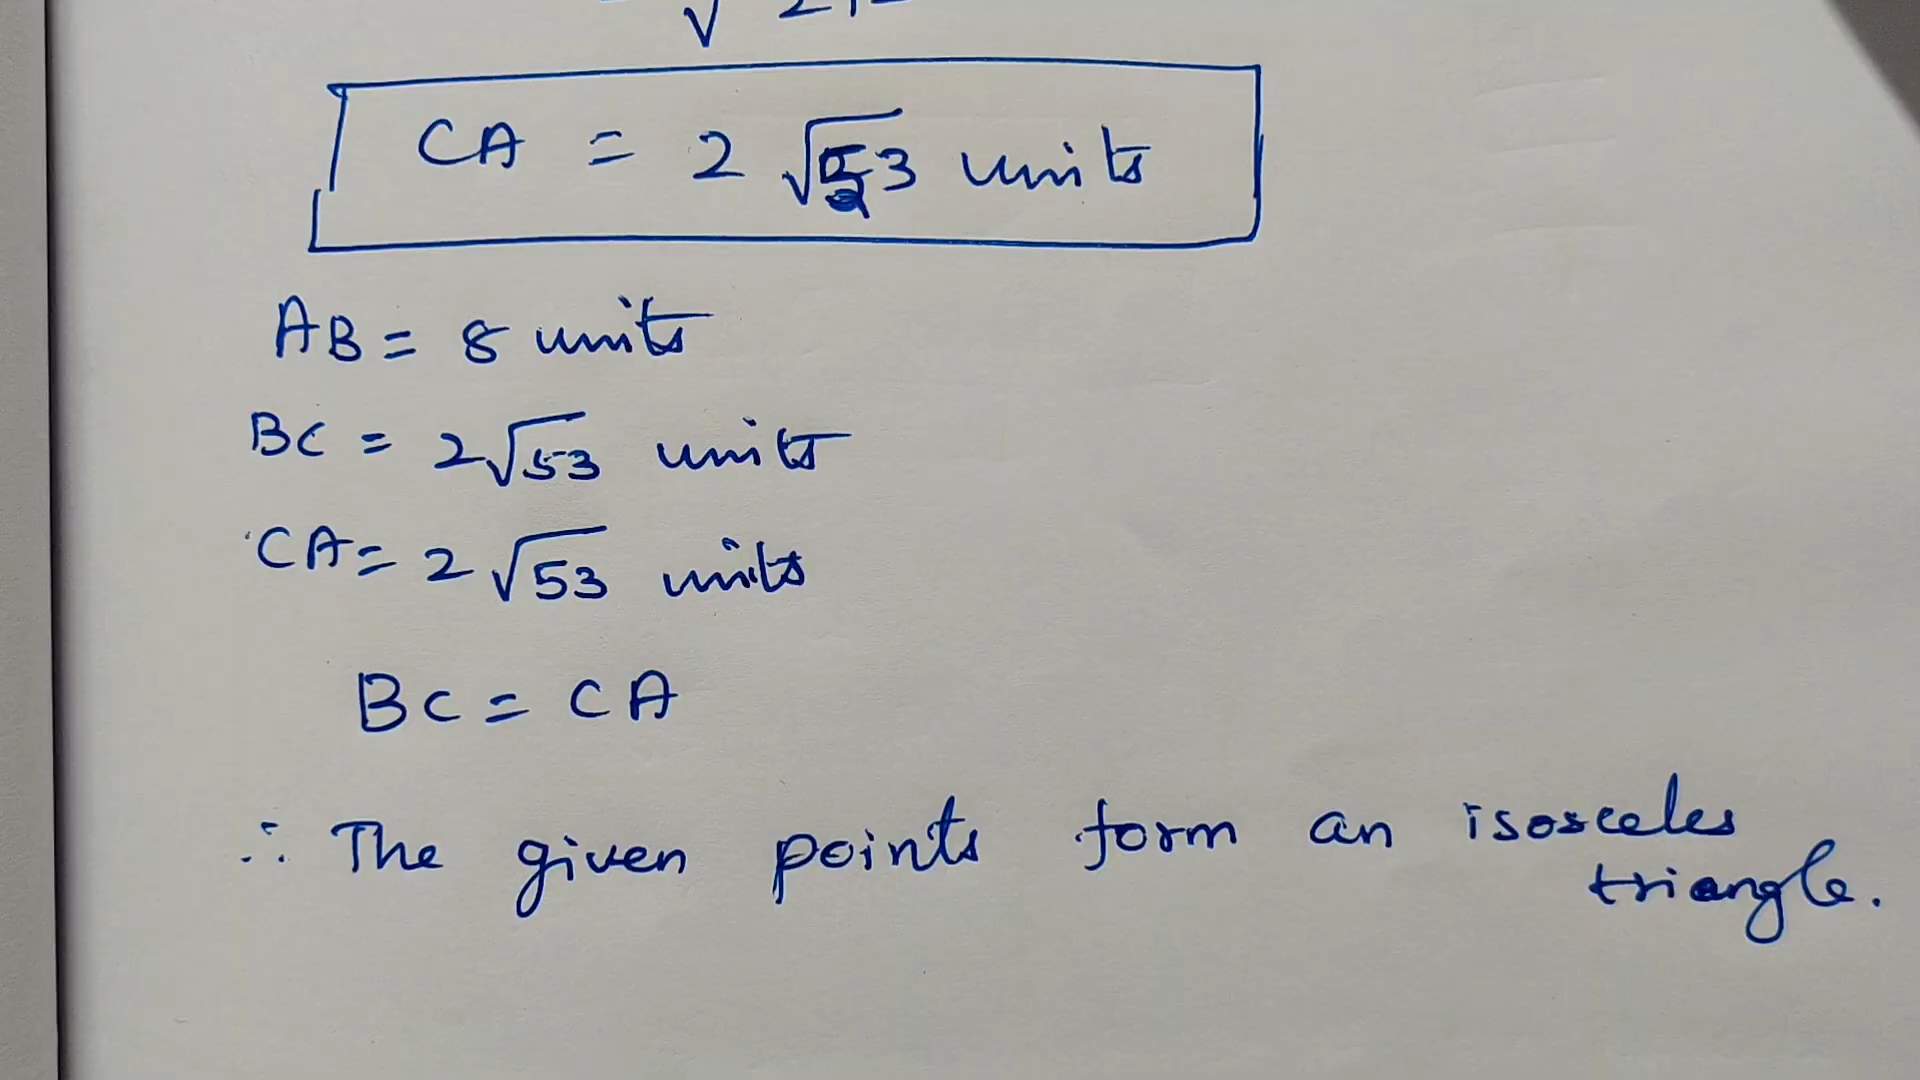 CA = 2 √53 units
AB = 8 units
BC = 2√53 units
CA = 2 √53 units
BC = CA
∴ The given points form an isosceles
triangle.